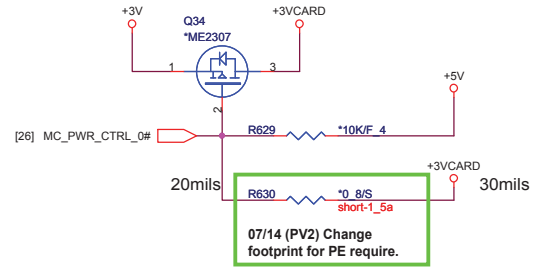 +3V
Q34
+3VCARD
*ME2307
1
3
2
+5V
[26] MC_PWR_CTRL_0#
R629
*10K/F_4
+3VCARD
20mils
R630
*0_8/S
30mils
short-1_5a
07/14 (PV2) Change
footprint for PE require.